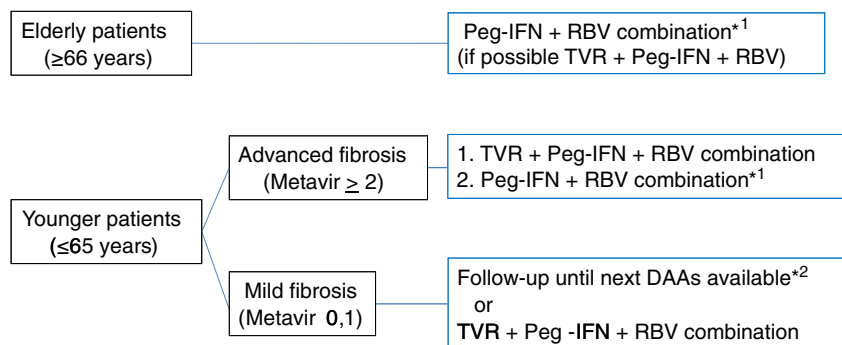 Elderly patients
(≥66 years)
Peg-IFN + RBV combination*1
(if possible TVR + Peg-IFN + RBV)
Younger patients
(≤65 years)
Advanced fibrosis
(Metavir ≥ 2)
1. TVR + Peg-IFN + RBV combination
2. Peg-IFN + RBV combination*1
Mild fibrosis
(Metavir 0,1)
Follow-up until next DAAs available*2
or
TVR + Peg -IFN + RBV combination